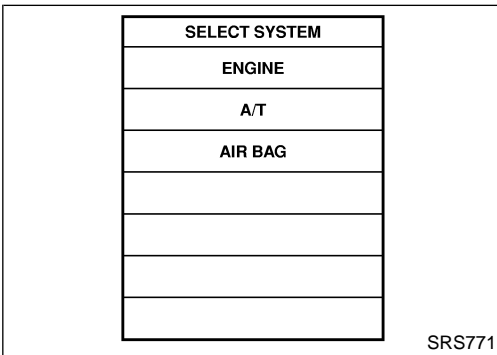 SELECT SYSTEM
ENGINE
A/T
AIR BAG
SRS771